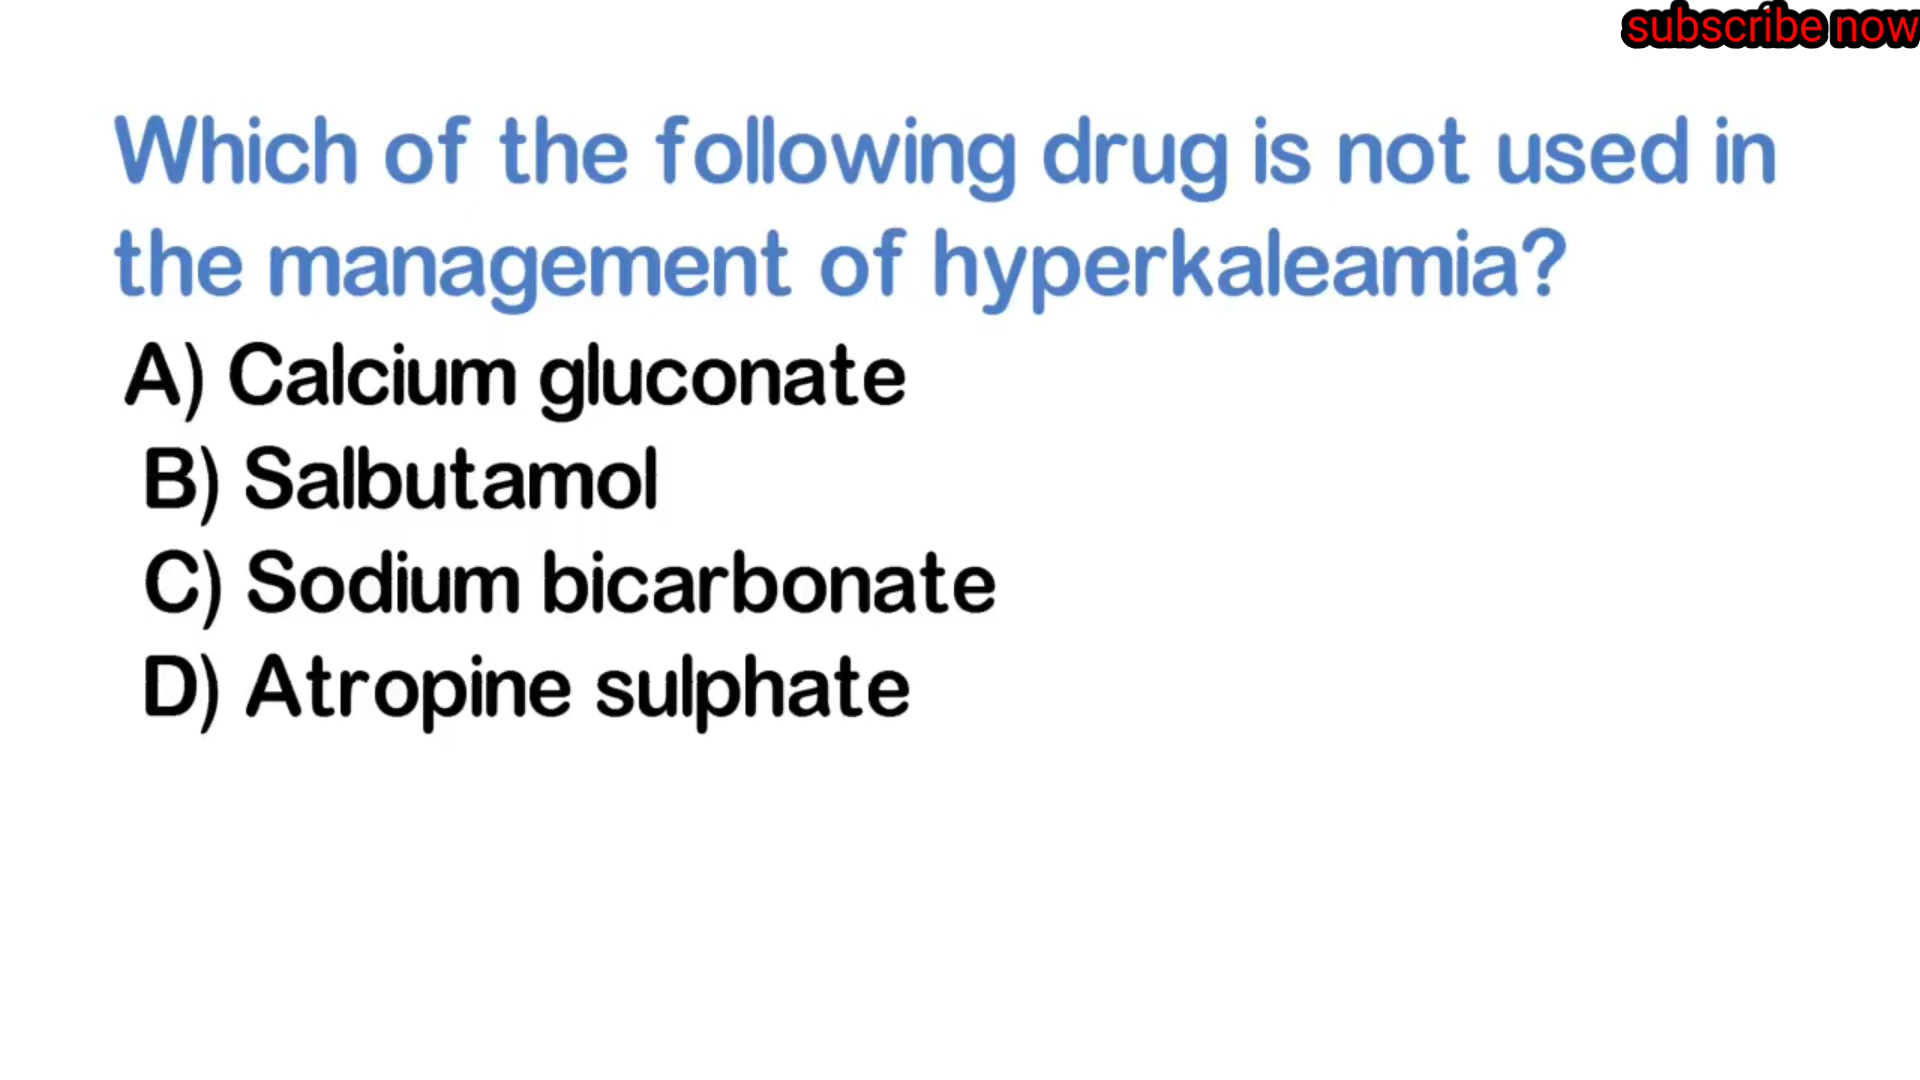 subscribe now
Which of the following drug is not used in
the management of hyperkaleamia?
A) Calcium gluconate
B) Salbutamol
C) Sodium bicarbonate
D) Atropine sulphate